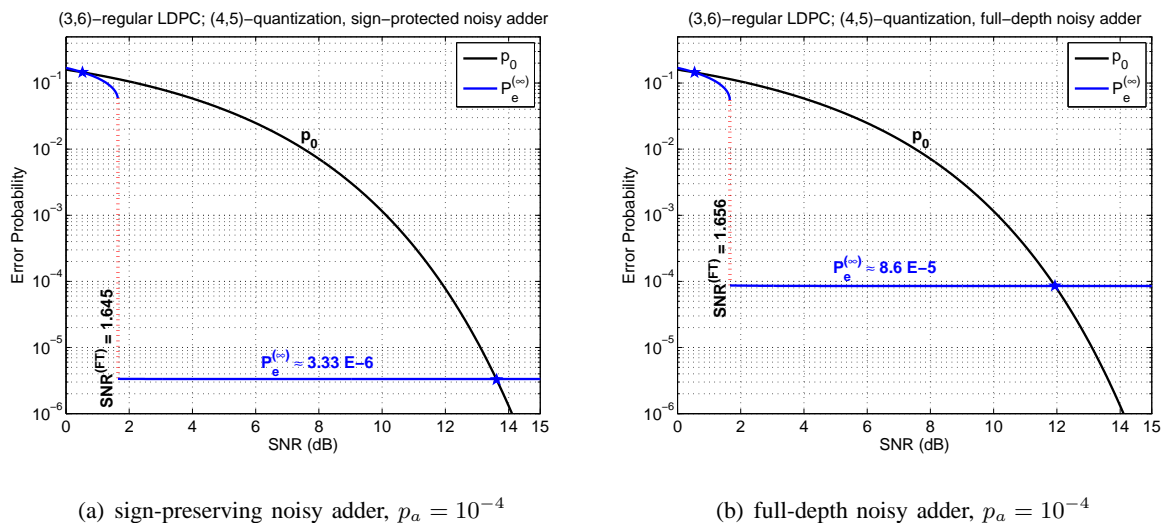 (3,6)−regular LDPC; (4,5)−quantization, sign−protected noisy adder
p0
Pe(∞)
p0
SNR(FT) = 1.645
Pe(∞) ≈ 3.33 E−6
Error Probability
10−1
10−2
10−3
10−4
10−5
10−6
0 2 4 6 8 10 12 14 15
SNR (dB)
(a) sign-preserving noisy adder, pa = 10−4
(3,6)−regular LDPC; (4,5)−quantization, full−depth noisy adder
p0
Pe(∞)
p0
SNR(FT) = 1.656
Pe(∞) ≈ 8.6 E−5
Error Probability
10−1
10−2
10−3
10−4
10−5
10−6
0 2 4 6 8 10 12 14 15
SNR (dB)
(b) full-depth noisy adder, pa = 10−4